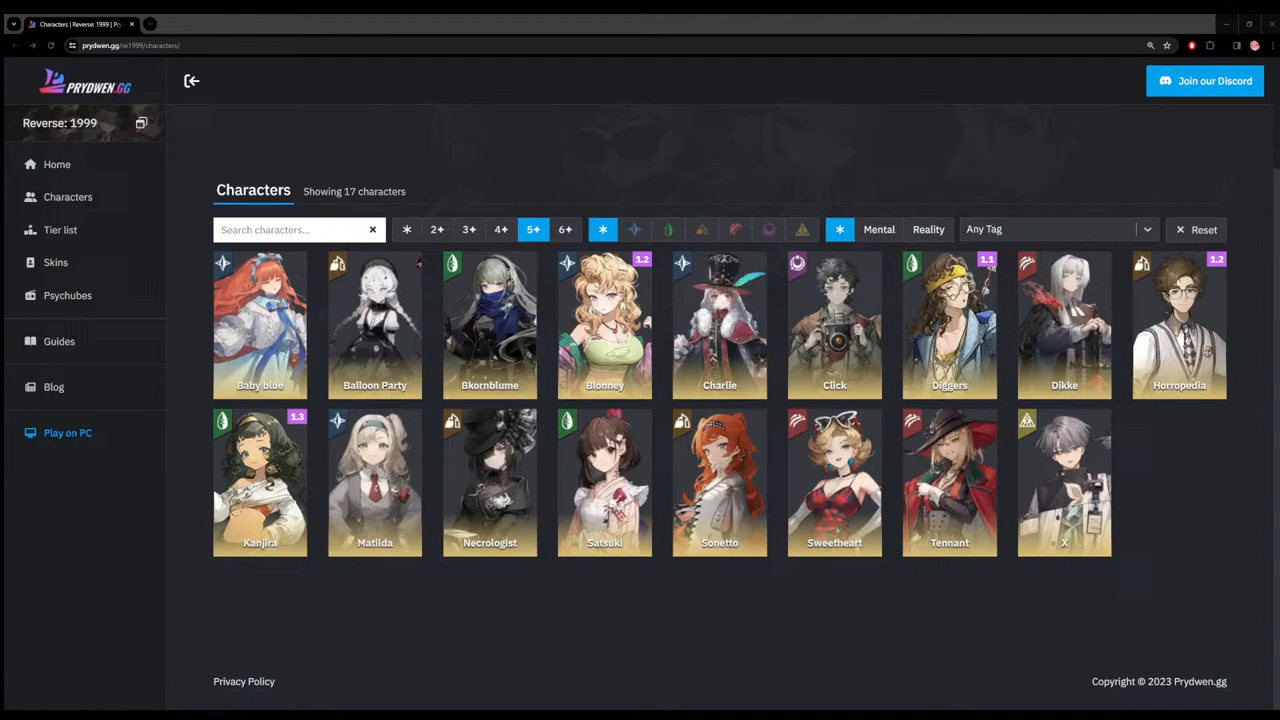 Characters | Reverse: 1999 | Pry
prydwen.gg/re1999/characters/
PRYDWEN.GG
Join our Discord
Reverse: 1999
Home
Characters
Tier list
Skins
Psychubes
Guides
Blog
Play on PC
Characters Showing 17 characters
Search characters... 2 3 4 5 6 Mental Reality Any Tag Reset
1.2 1.1 1.2
Baby blue Balloon Party Bkornblume Blonney Charlie Click Diggers Dikke Horropedia
1.3
Kanjira Matilda Necrologist Satsuki Sonetto Sweetheart Tennant X
Privacy Policy Copyright © 2023 Prydwen.gg